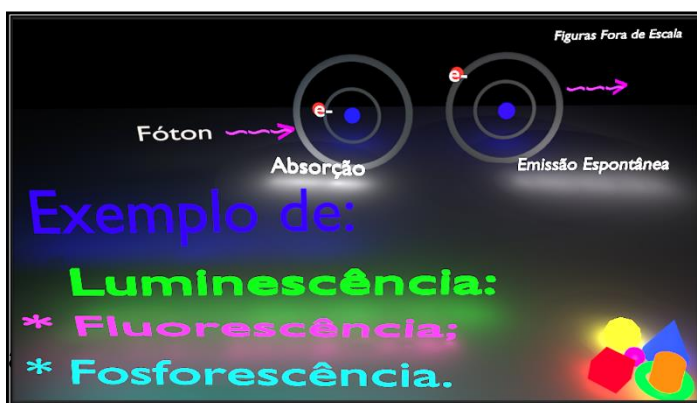 Figuras Fora de Escala
e-
e-
Fóton
Absorção
Emissão Espontânea
Exemplo de:
Luminescência:
* Fluorescência;
* Fosforescência.